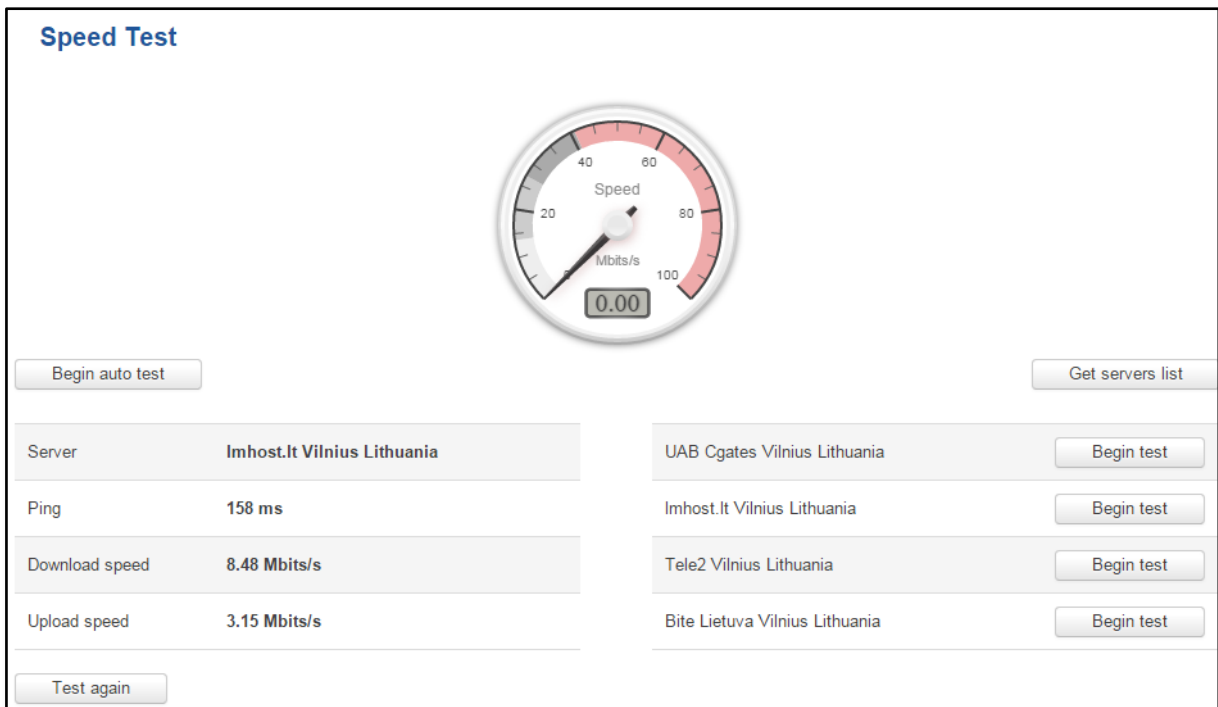 Speed Test
40 60
Speed
20 80
Mbits/s
0 100
0.00
Begin auto test Get servers list
Server Imhost.lt Vilnius Lithuania UAB Cgates Vilnius Lithuania Begin test
Ping 158 ms Imhost.lt Vilnius Lithuania Begin test
Download speed 8.48 Mbits/s Tele2 Vilnius Lithuania Begin test
Upload speed 3.15 Mbits/s Bite Lietuva Vilnius Lithuania Begin test
Test again